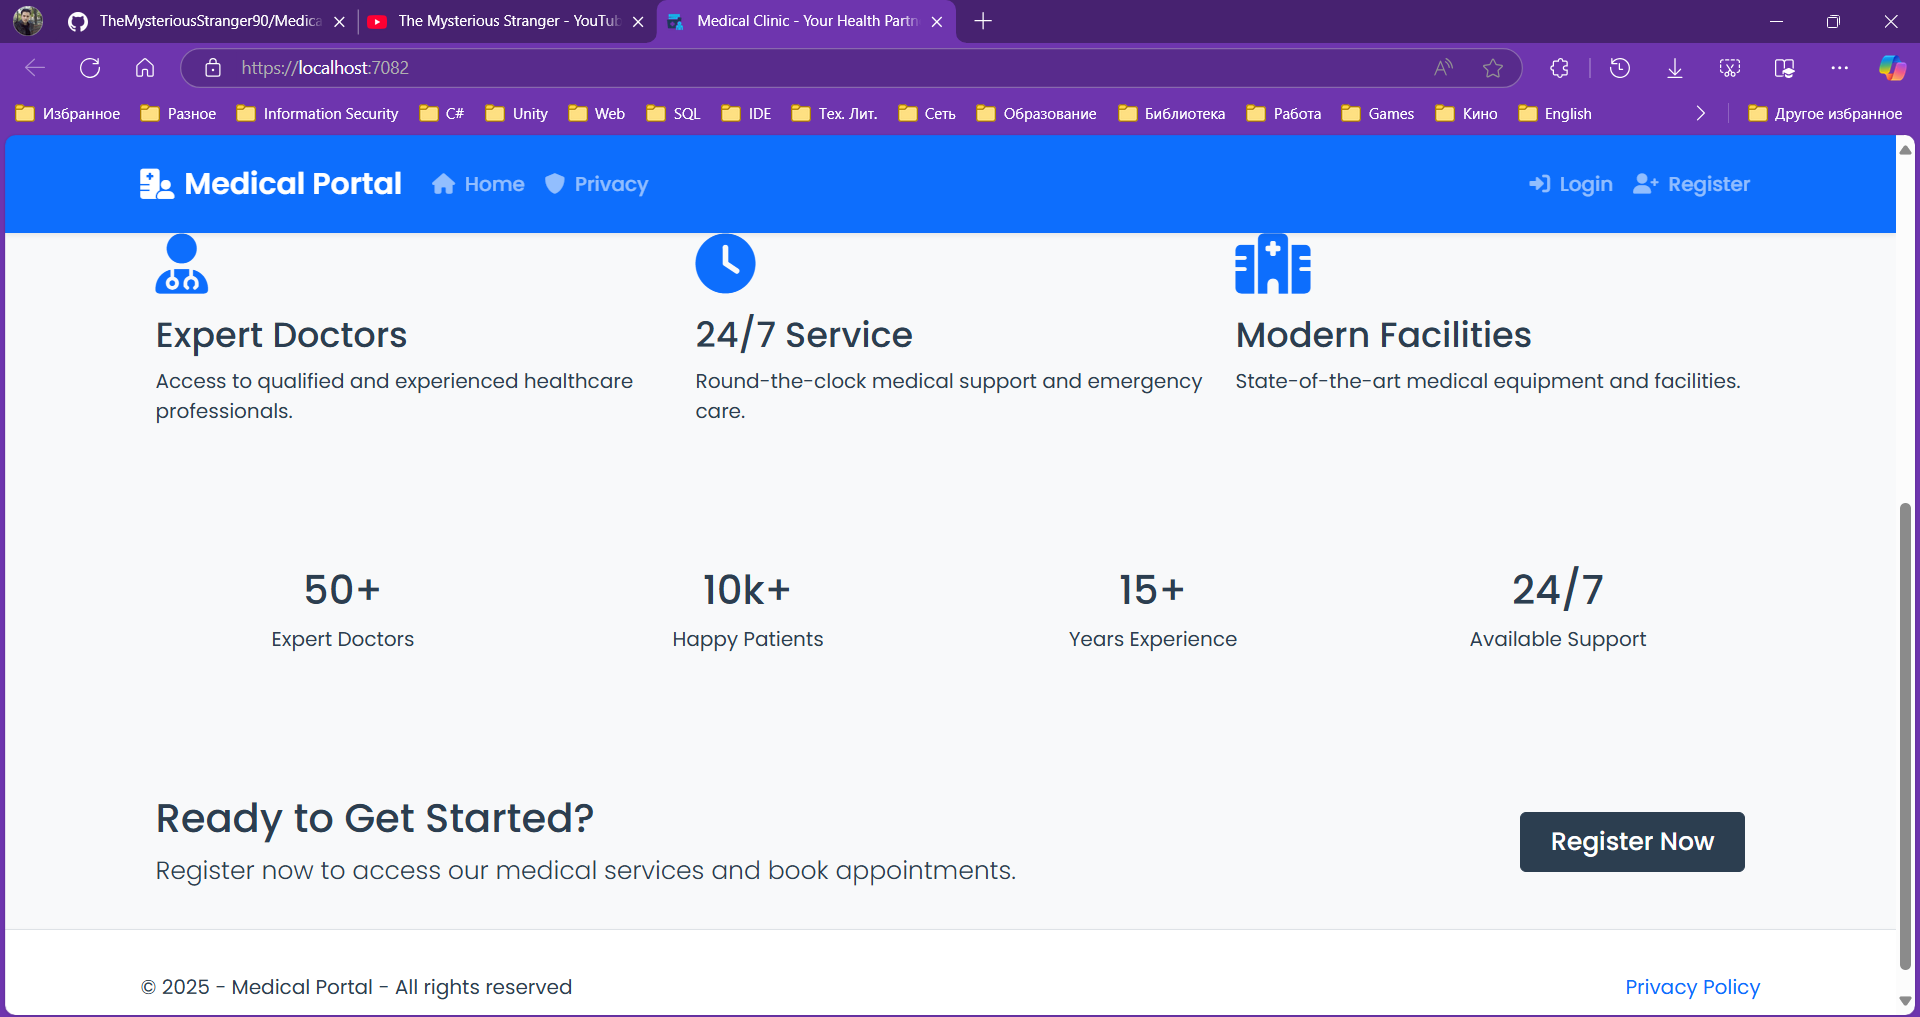 TheMysteriousStranger90/Medica
The Mysterious Stranger - YouTub
Medical Clinic - Your Health Partn
https://localhost:7082
Избранное
Разное
Information Security
C#
Unity
Web
SQL
IDE
Тех. Лит.
Сеть
Образование
Библиотека
Работа
Games
Кино
English
Другое избранное
Medical Portal
Home
Privacy
Login
Register
Expert Doctors
Access to qualified and experienced healthcare
professionals.
24/7 Service
Round-the-clock medical support and emergency
care.
Modern Facilities
State-of-the-art medical equipment and facilities.
50+
Expert Doctors
10k+
Happy Patients
15+
Years Experience
24/7
Available Support
Ready to Get Started?
Register now to access our medical services and book appointments.
Register Now
© 2025 - Medical Portal - All rights reserved
Privacy Policy